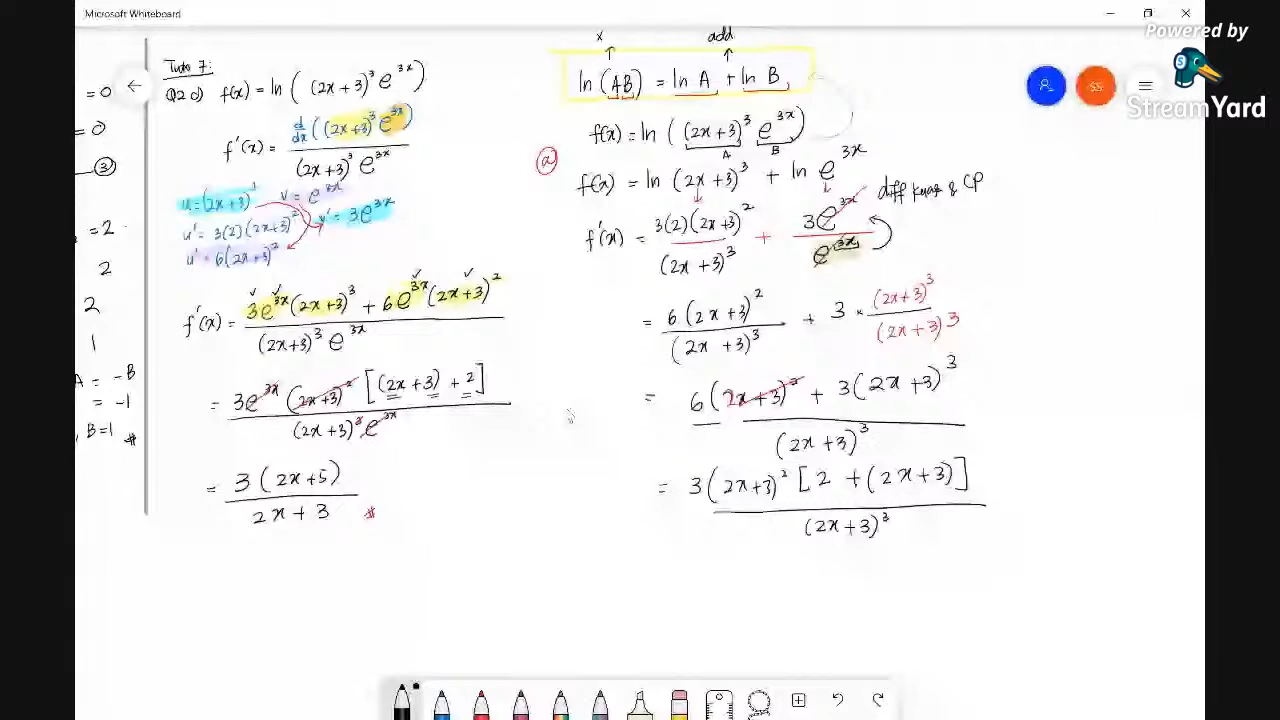 Microsoft Whiteboard
Powered by
StreamYard
SS
= 0
= 0
③
= 2
2
2
1
A = -B
= -1
B = 1 *
Tuto 7:
Q2 c) f(x) = ln ( (2x+3)³ e^{3x} )
f'(x) = d/dx ( (2x+3)³ e^{3x} ) / (2x+3)³ e^{3x}
u = (2x+3)³ v = e^{3x}
u' = 3(2)(2x+3)² v' = 3e^{3x}
u' = 6(2x+3)²
f'(x) = 3e^{3x} (2x+3)³ + 6e^{3x} (2x+3)² / (2x+3)³ e^{3x}
= 3e^{3x} (2x+3)² [(2x+3) + 2] / (2x+3)³ e^{3x}
= 3(2x+5) / 2x+3 *
x add
ln (AB) = ln A + ln B
f(x) = ln ( (2x+3)³ e^{3x} )
A B
ⓐ f(x) = ln (2x+3)³ + ln e^{3x}
f'(x) = 3(2)(2x+3)² / (2x+3)³ + 3e^{3x} / e^{3x}
= 6(2x+3)² / (2x+3)³ + 3 × (2x+3)³ / (2x+3)3
= 6(2x+3)² + 3(2x+3)³ / (2x+3)³
= 3(2x+3)² [2 + (2x+3)] / (2x+3)³